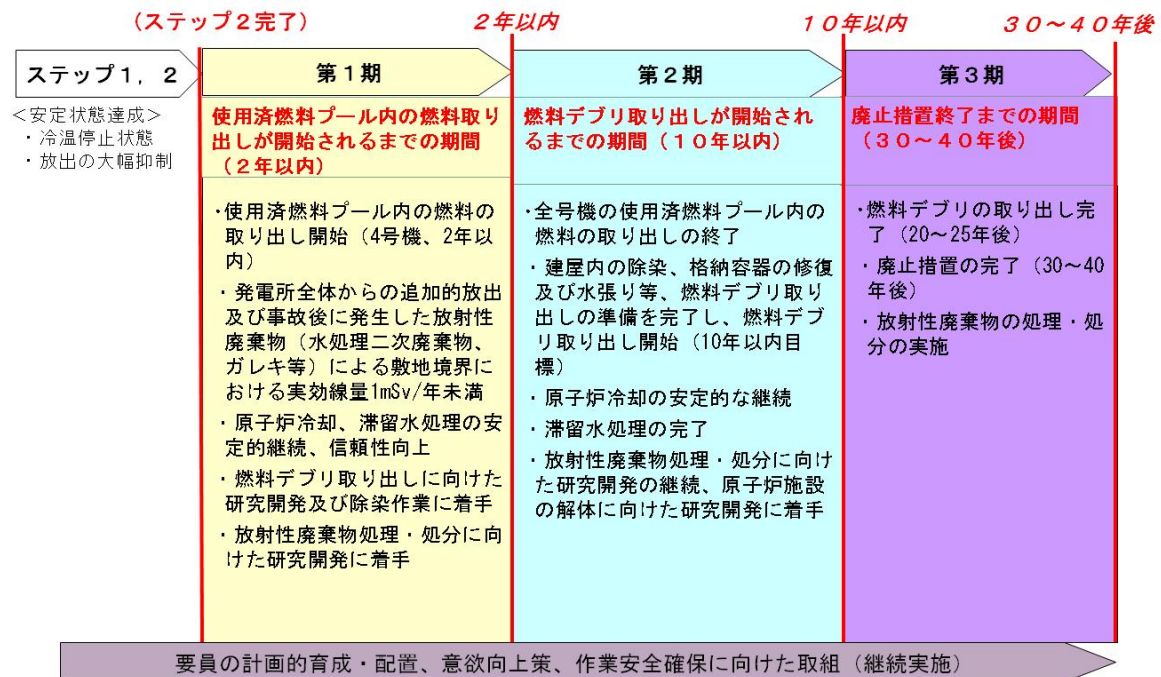 (ステップ2完了)
2年以内
10年以内
30~40年後
ステップ1, 2
第1期
第2期
第3期
<安定状態達成>
・冷温停止状態
・放出の大幅抑制
使用済燃料プール内の燃料取り
出しが開始されるまでの期間
(2年以内)
・使用済燃料プール内の燃料の
取り出し開始(4号機、2年以
内)
・発電所全体からの追加的放出
及び事故後に発生した放射性
廃棄物(水処理二次廃棄物、
ガレキ等)による敷地境界に
おける実効線量1mSv/年未満
・原子炉冷却、滞留水処理の安
定的継続、信頼性向上
・燃料デブリ取り出しに向けた
研究開発及び除染作業に着手
・放射性廃棄物処理・処分に向
けた研究開発に着手
燃料デブリ取り出しが開始され
るまでの期間(10年以内)
・全号機の使用済燃料プール内の
燃料の取り出しの終了
・建屋内の除染、格納容器の修復
及び水張り等、燃料デブリ取り
出しの準備を完了し、燃料デブ
リ取り出し開始(10年以内目
標)
・原子炉冷却の安定的な継続
・滞留水処理の完了
・放射性廃棄物処理・処分に向け
た研究開発の継続、原子炉施設
の解体に向けた研究開発に着手
廃止措置終了までの期間
(30~40年後)
・燃料デブリの取り出し完
了(20~25年後)
・廃止措置の完了(30~40
年後)
・放射性廃棄物の処理・処
分の実施
要員の計画的育成・配置、意欲向上策、作業安全確保に向けた取組(継続実施)